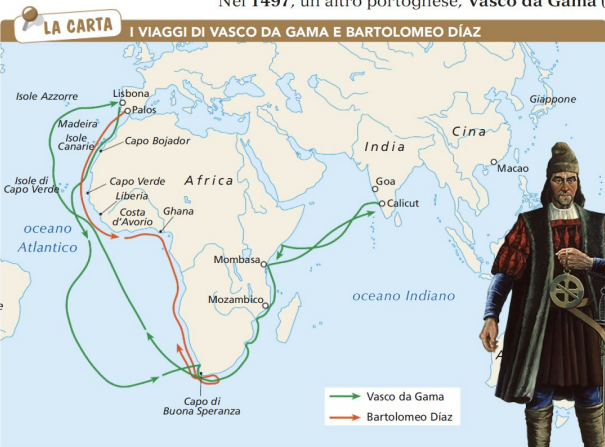 Nel 1497, un altro portoghese, Vasco da Gama (
LA CARTA
I VIAGGI DI VASCO DA GAMA E BARTOLOMEO DÍAZ
Isole Azzorre
Lisbona
Palos
Madeira
Isole
Canarie
Capo Bojador
Isole di
Capo Verde
Capo Verde
Liberia
Costa
d'Avorio
Ghana
Africa
oceano
Atlantico
Mombasa
Mozambico
Capo di
Buona Speranza
India
Goa
Calicut
Cina
Macao
Giappone
oceano Indiano
Vasco da Gama
Bartolomeo Díaz